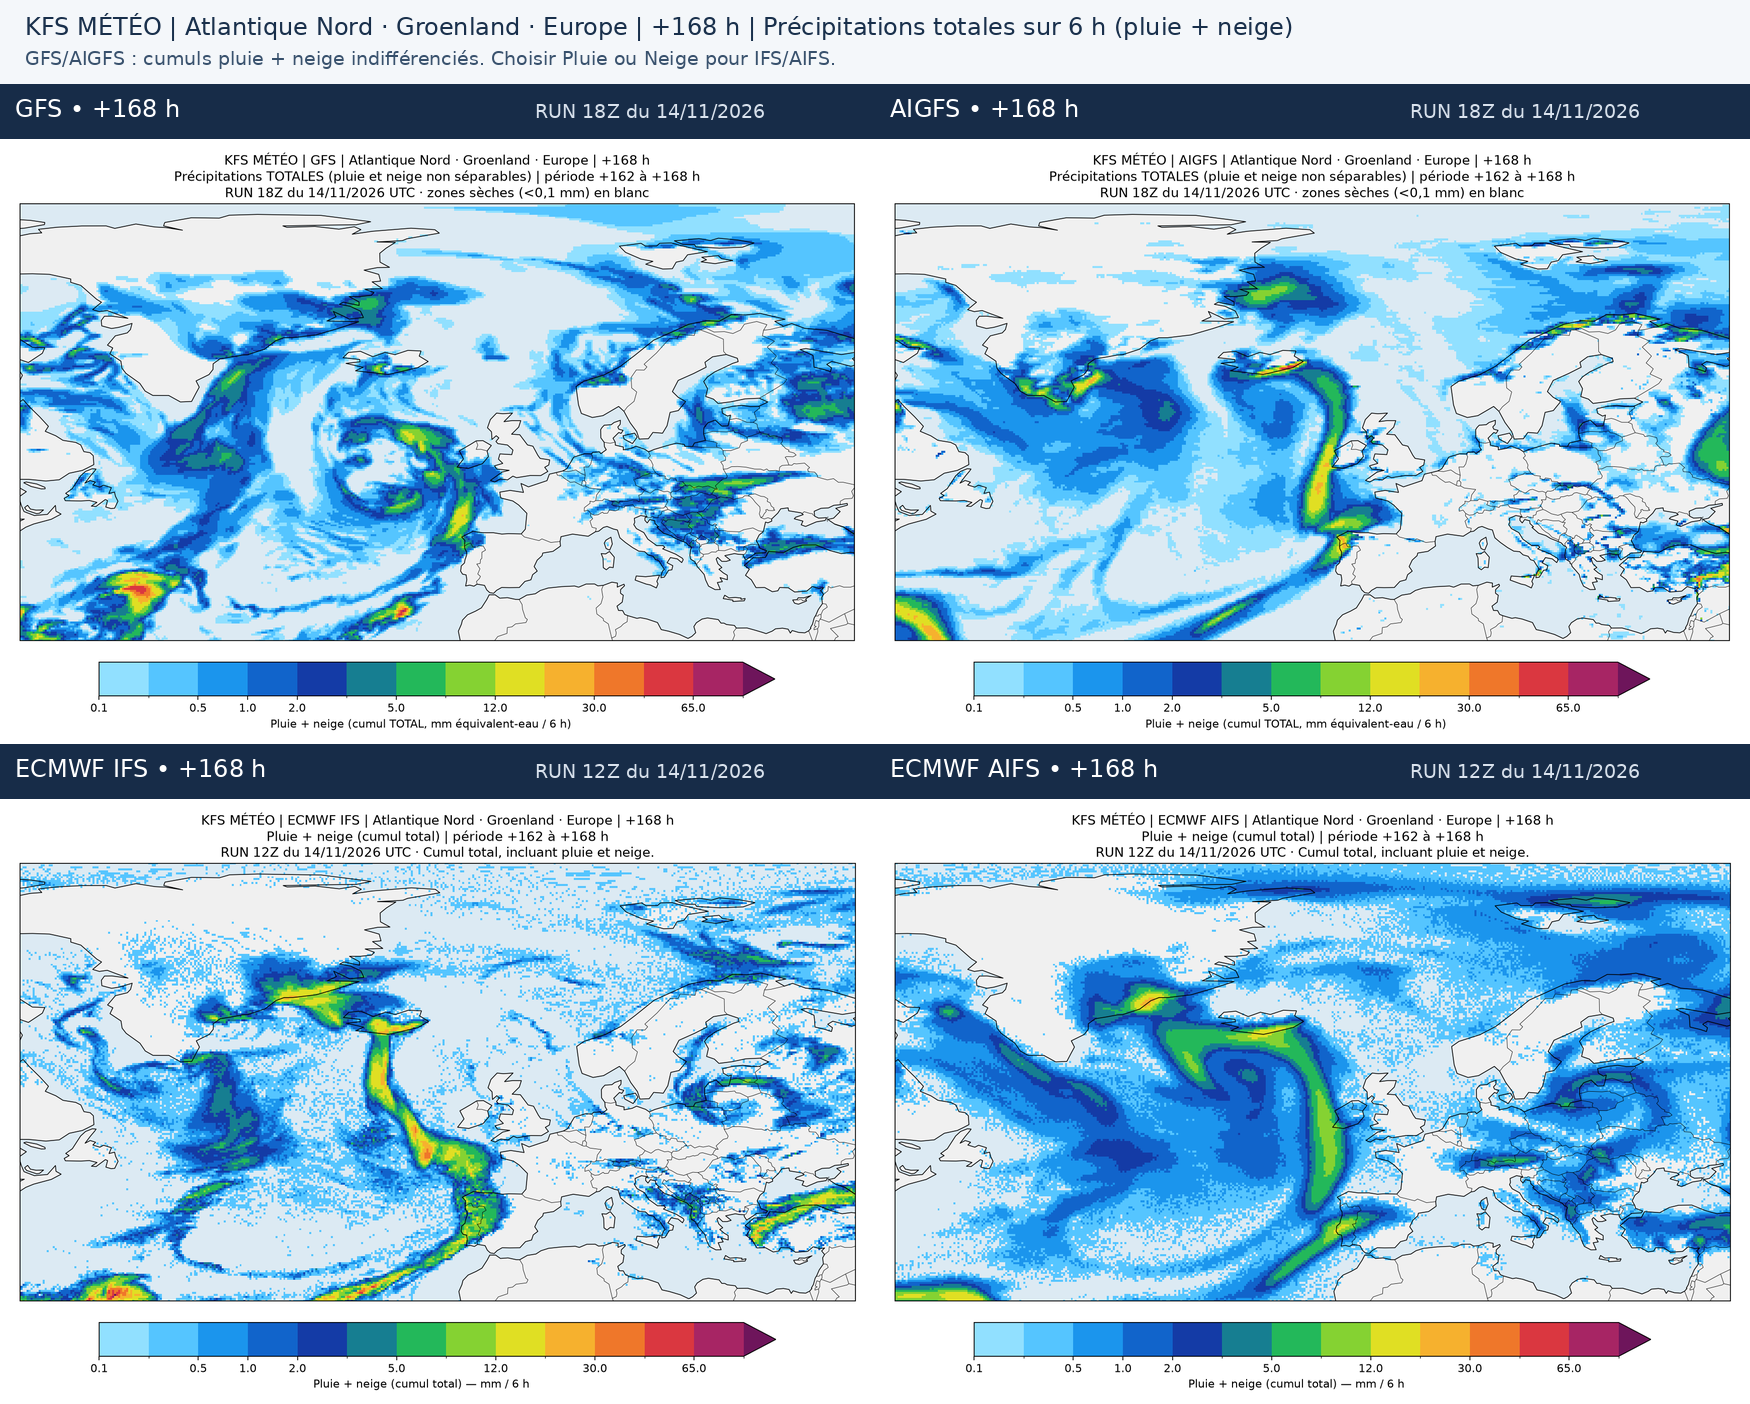 KFS MÉTÉO | Atlantique Nord · Groenland · Europe | +168 h | Précipitations totales sur 6 h (pluie + neige)
GFS/AIGFS : cumuls pluie + neige indifférenciés. Choisir Pluie ou Neige pour IFS/AIFS.
GFS • +168 h
RUN 18Z du 14/11/2026
AIGFS • +168 h
RUN 18Z du 14/11/2026
KFS MÉTÉO | GFS | Atlantique Nord · Groenland · Europe | +168 h
Précipitations TOTALES (pluie et neige non séparables) | période +162 à +168 h
RUN 18Z du 14/11/2026 UTC · zones sèches (<0,1 mm) en blanc
KFS MÉTÉO | AIGFS | Atlantique Nord · Groenland · Europe | +168 h
Précipitations TOTALES (pluie et neige non séparables) | période +162 à +168 h
RUN 18Z du 14/11/2026 UTC · zones sèches (<0,1 mm) en blanc
0.1 0.5 1.0 2.0 5.0 12.0 30.0 65.0
Pluie + neige (cumul TOTAL, mm équivalent-eau / 6 h)
0.1 0.5 1.0 2.0 5.0 12.0 30.0 65.0
Pluie + neige (cumul TOTAL, mm équivalent-eau / 6 h)
ECMWF IFS • +168 h
RUN 12Z du 14/11/2026
ECMWF AIFS • +168 h
RUN 12Z du 14/11/2026
KFS MÉTÉO | ECMWF IFS | Atlantique Nord · Groenland · Europe | +168 h
Pluie + neige (cumul total) | période +162 à +168 h
RUN 12Z du 14/11/2026 UTC · Cumul total, incluant pluie et neige.
KFS MÉTÉO | ECMWF AIFS | Atlantique Nord · Groenland · Europe | +168 h
Pluie + neige (cumul total) | période +162 à +168 h
RUN 12Z du 14/11/2026 UTC · Cumul total, incluant pluie et neige.
0.1 0.5 1.0 2.0 5.0 12.0 30.0 65.0
Pluie + neige (cumul total) — mm / 6 h
0.1 0.5 1.0 2.0 5.0 12.0 30.0 65.0
Pluie + neige (cumul total) — mm / 6 h